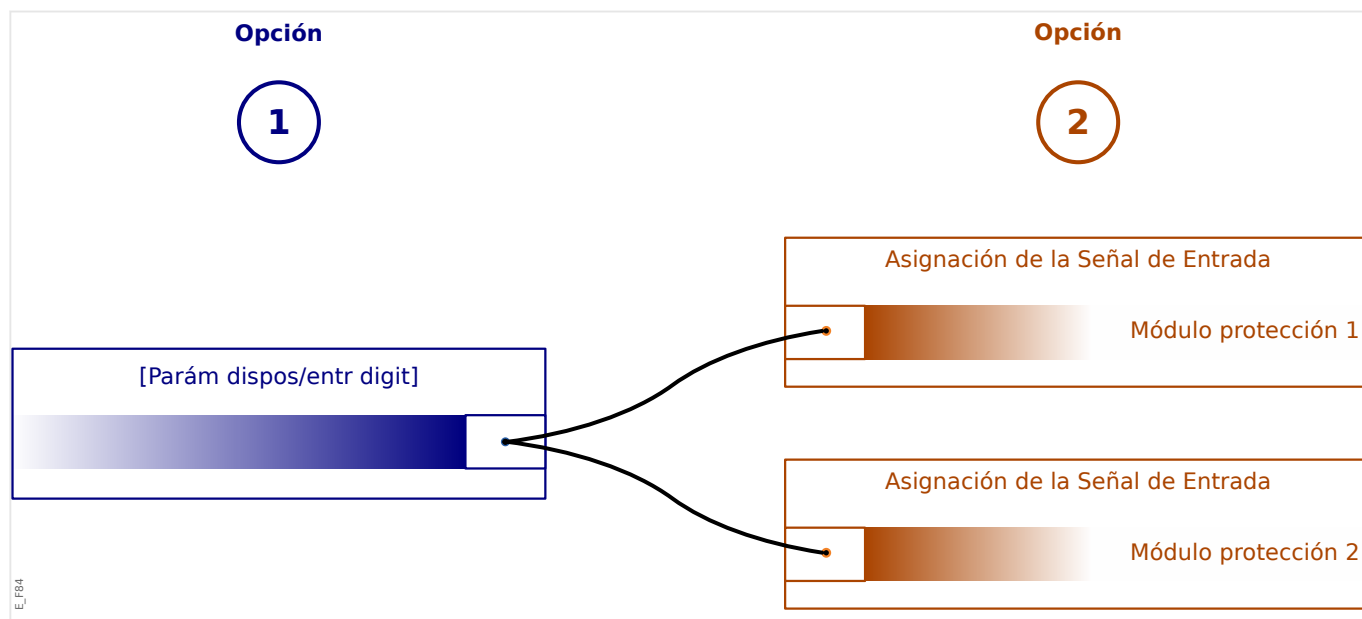 Opción
1
Opción
2
[Parám dispos/entr digit]
Asignación de la Señal de Entrada
Módulo protección 1
Asignación de la Señal de Entrada
Módulo protección 2
E_F84